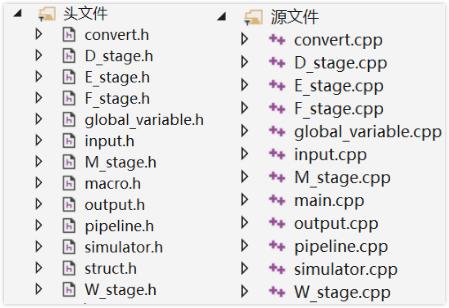 头文件
convert.h
D_stage.h
E_stage.h
F_stage.h
global_variable.h
input.h
M_stage.h
macro.h
output.h
pipeline.h
simulator.h
struct.h
W_stage.h
源文件
convert.cpp
D_stage.cpp
E_stage.cpp
F_stage.cpp
global_variable.cpp
input.cpp
M_stage.cpp
main.cpp
output.cpp
pipeline.cpp
simulator.cpp
W_stage.cpp